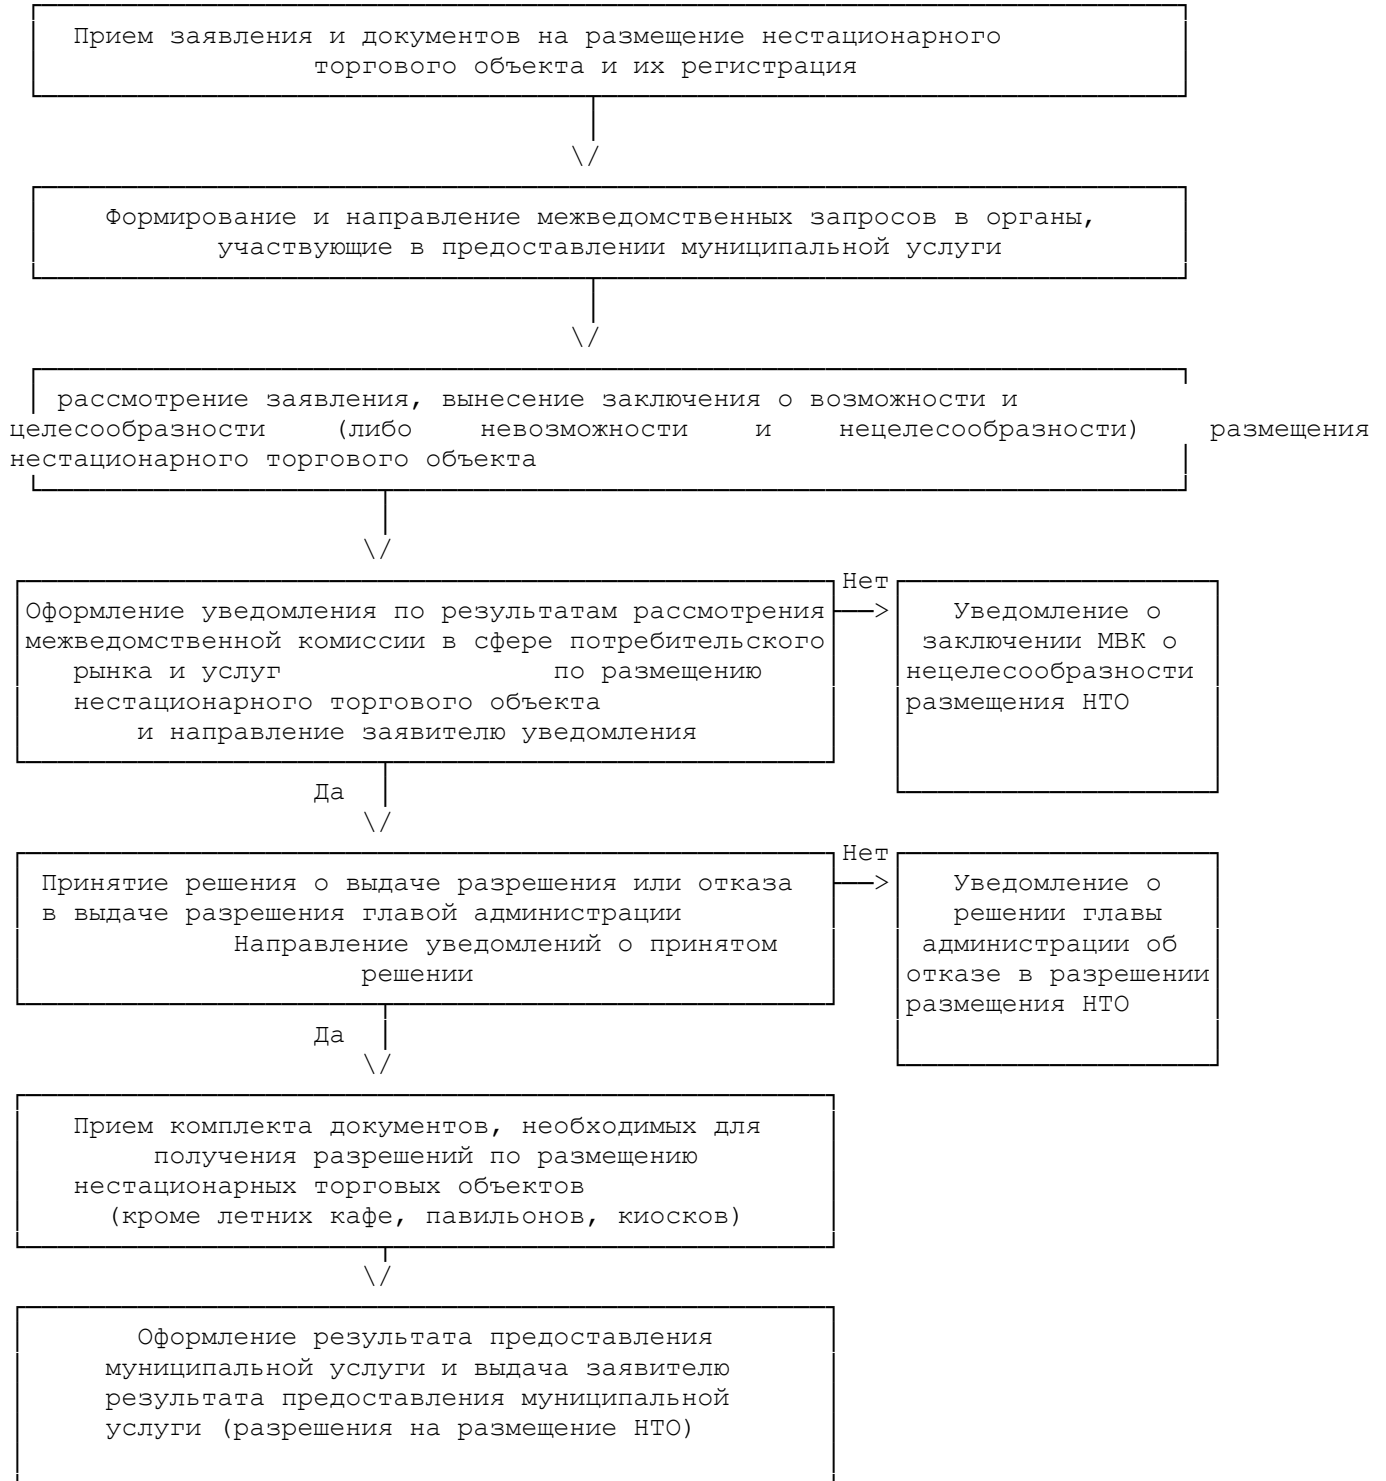 Прием заявления и документов на размещение нестационарного
торгового объекта и их регистрация
\/
Формирование и направление межведомственных запросов в органы,
участвующие в предоставлении муниципальной услуги
\/
рассмотрение заявления, вынесение заключения о возможности и
целесообразности (либо невозможности и нецелесообразности) размещения
нестационарного торгового объекта
\/
Оформление уведомления по результатам рассмотрения
межведомственной комиссии в сфере потребительского
рынка и услуг по размещению
нестационарного торгового объекта
и направление заявителю уведомления
Нет
>
Уведомление о
заключении МВК о
нецелесообразности
размещения НТО
Да
\/
Принятие решения о выдаче разрешения или отказа
в выдаче разрешения главой администрации
Направление уведомлений о принятом
решении
Нет
>
Уведомление о
решении главы
администрации об
отказе в разрешении
размещения НТО
Да
\/
Прием комплекта документов, необходимых для
получения разрешений по размещению
нестационарных торговых объектов
(кроме летних кафе, павильонов, киосков)
\/
Оформление результата предоставления
муниципальной услуги и выдача заявителю
результата предоставления муниципальной
услуги (разрешения на размещение НТО)